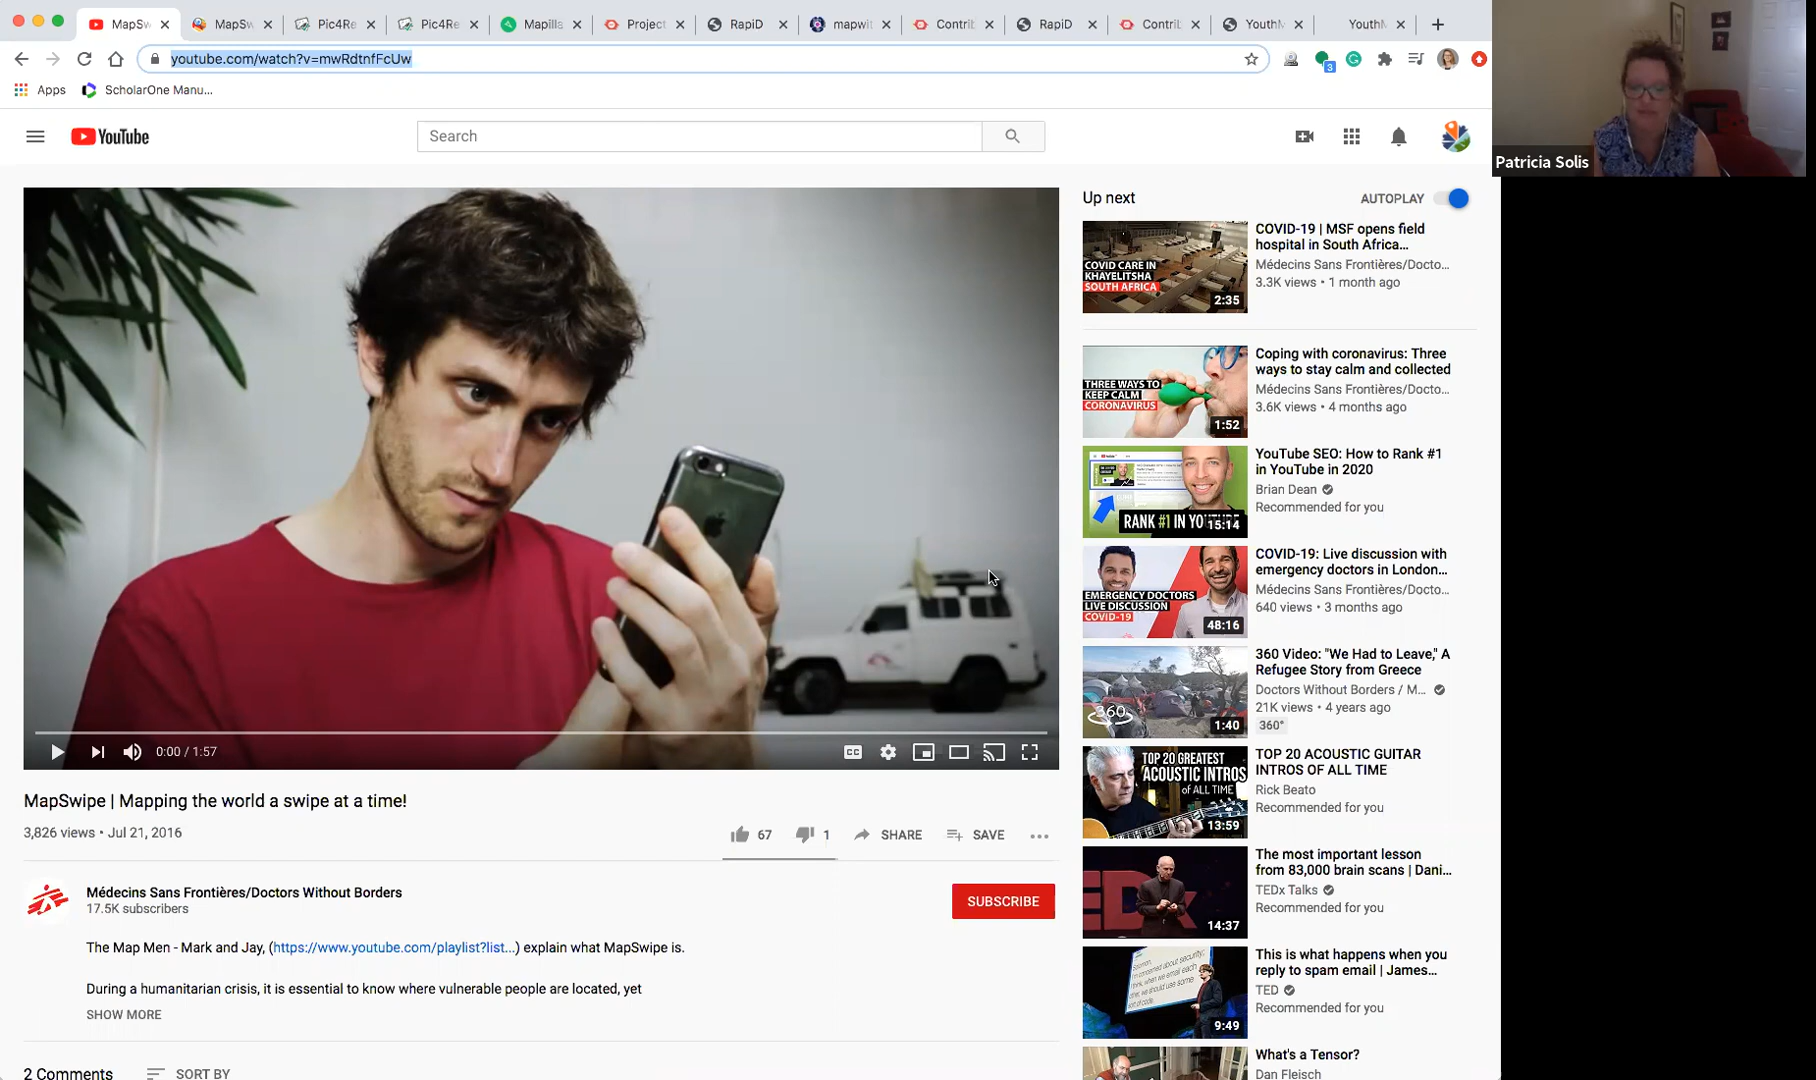 MapSw
MapSw
Pic4Re
Pic4Re
Mapilla
Project
RapiD
mapwit
Contrib
RapiD
Contrib
YouthM
YouthM
youtube.com/watch?v=mwRdtnfFcUw
3
Apps
ScholarOne Manu...
YouTube
Search
Patricia Solis
Up next
AUTOPLAY
COVID CARE IN
KHAYELITSHA
SOUTH AFRICA
2:35
COVID-19 | MSF opens field
hospital in South Africa...
Médecins Sans Frontières/Docto...
3.3K views • 1 month ago
THREE WAYS TO
KEEP CALM
CORONAVIRUS
1:52
Coping with coronavirus: Three
ways to stay calm and collected
Médecins Sans Frontières/Docto...
3.6K views • 4 months ago
RANK #1 IN YOUTUBE
15:14
YouTube SEO: How to Rank #1
in YouTube in 2020
Brian Dean
Recommended for you
EMERGENCY DOCTORS
LIVE DISCUSSION
COVID-19
48:16
COVID-19: Live discussion with
emergency doctors in London...
Médecins Sans Frontières/Docto...
640 views • 3 months ago
360
1:40
360 Video: "We Had to Leave," A
Refugee Story from Greece
Doctors Without Borders / M...
21K views • 4 years ago
360°
TOP 20 GREATEST
ACOUSTIC INTROS
of ALL TIME
13:59
TOP 20 ACOUSTIC GUITAR
INTROS OF ALL TIME
Rick Beato
Recommended for you
EDx
14:37
The most important lesson
from 83,000 brain scans | Dani...
TEDx Talks
Recommended for you
9:49
This is what happens when you
reply to spam email | James...
TED
Recommended for you
What's a Tensor?
Dan Fleisch
0:00 / 1:57
CC
MapSwipe | Mapping the world a swipe at a time!
3,826 views • Jul 21, 2016
67
1
SHARE
SAVE
Médecins Sans Frontières/Doctors Without Borders
17.5K subscribers
SUBSCRIBE
The Map Men - Mark and Jay, (https://www.youtube.com/playlist?list...) explain what MapSwipe is.
During a humanitarian crisis, it is essential to know where vulnerable people are located, yet
SHOW MORE
2 Comments
SORT BY